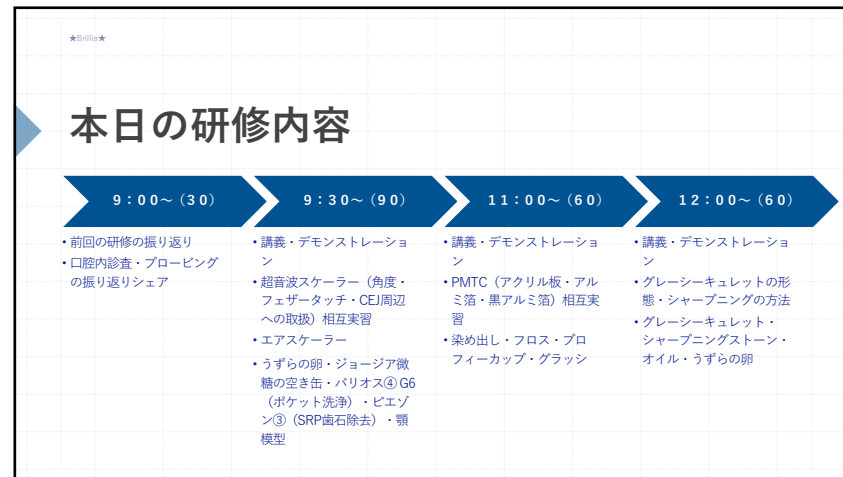 ★Brillia★
本日の研修内容
9：00～（30）
9：30～（90）
11：00～（60）
12：00～（60）
• 前回の研修の振り返り
• 口腔内診査・プロービング
の振り返りシェア
• 講義・デモンストレーショ
ン
• 超音波スケーラー（角度・
フェザータッチ・CEJ周辺
への取扱）相互実習
• エアスケーラー
• うずらの卵・ジョージア微
糖の空き缶・バリオス④ G6
（ポケット洗浄）・ピエゾ
ン③（SRP歯石除去）・顎
模型
• 講義・デモンストレーショ
ン
• PMTC（アクリル板・アル
ミ箔・黒アルミ箔）相互実
習
• 染め出し・フロス・プロ
フィーカップ・グラッシ
• 講義・デモンストレーショ
ン
• グレーシーキュレットの形
態・シャープニングの方法
• グレーシーキュレット・
シャープニングストーン・
オイル・うずらの卵